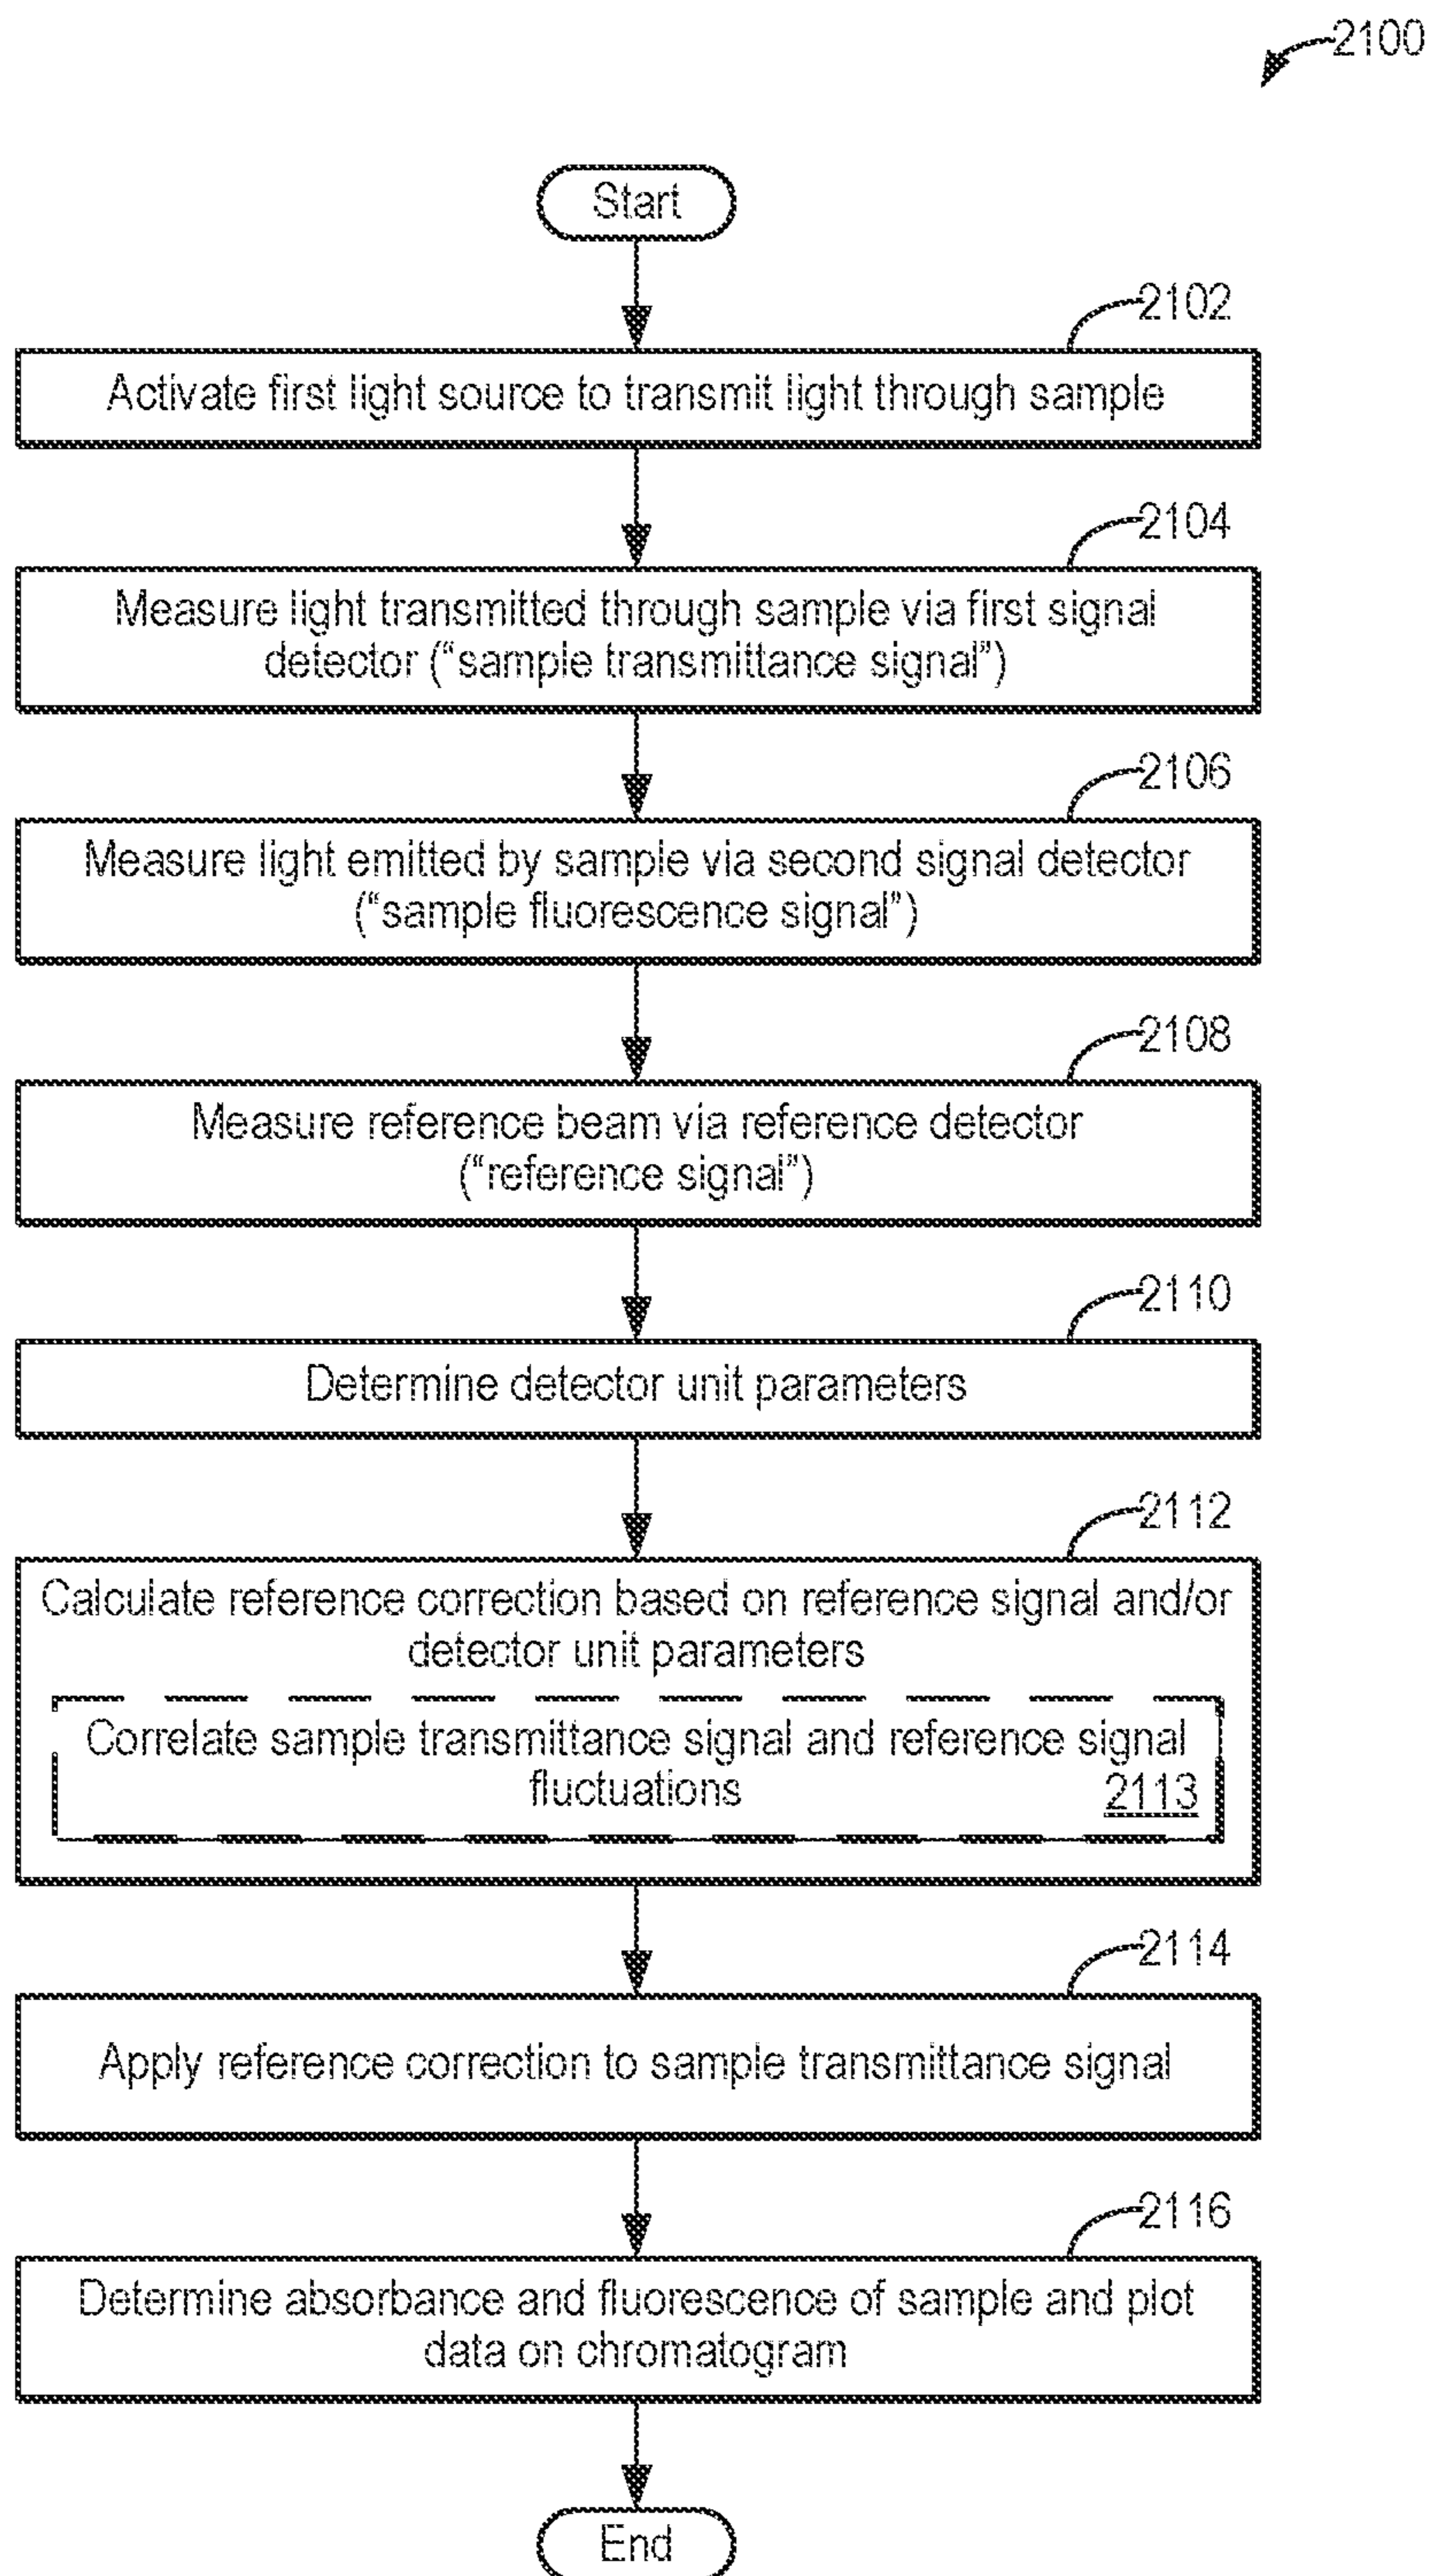 2100
Start
2102
Activate first light source to transmit light through sample
2104
Measure light transmitted through sample via first signal
detector (“sample transmittance signal”)
2106
Measure light emitted by sample via second signal detector
(“sample fluorescence signal”)
2108
Measure reference beam via reference detector
(“reference signal”)
2110
Determine detector unit parameters
2112
Calculate reference correction based on reference signal and/or
detector unit parameters
Correlate sample transmittance signal and reference signal
fluctuations
2113
2114
Apply reference correction to sample transmittance signal
2116
Determine absorbance and fluorescence of sample and plot
data on chromatogram
End